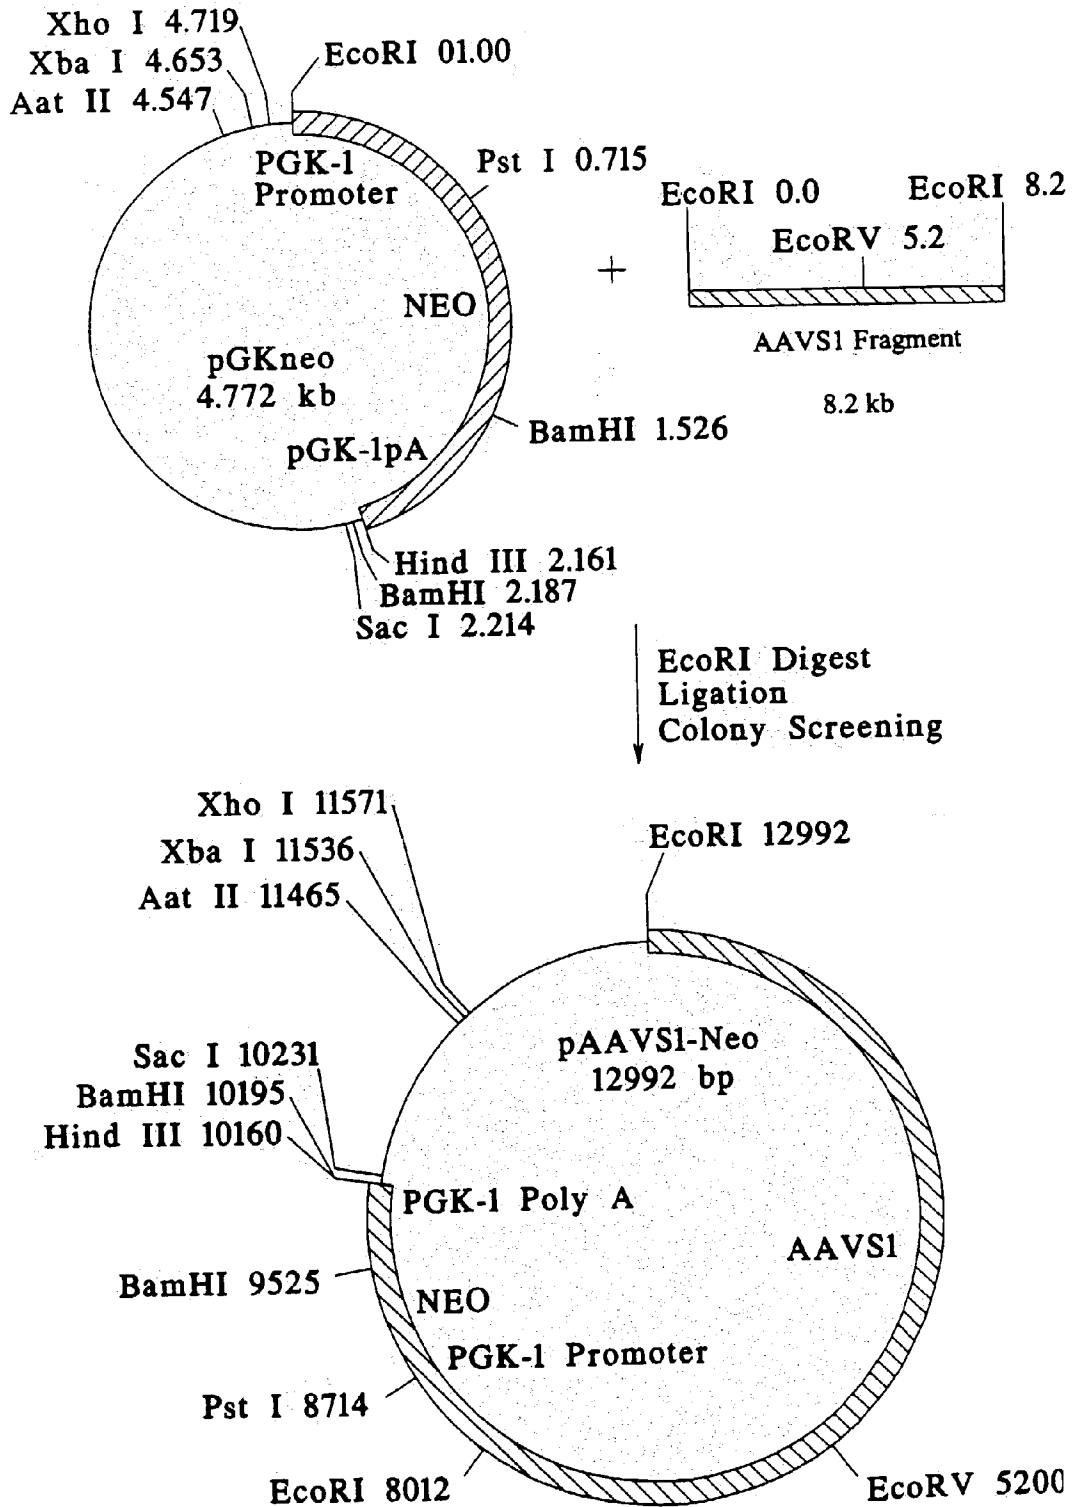 Xho I 4.719
Xba I 4.653
Aat II 4.547
EcoRI 01.00
PGK-1
Promoter
Pst I 0.715
NEO
pGKneo
4.772 kb
pGK-1pA
BamHI 1.526
Hind III 2.161
BamHI 2.187
Sac I 2.214
+
EcoRI 0.0
EcoRI 8.2
EcoRV 5.2
AAVS1 Fragment
8.2 kb
EcoRI Digest
Ligation
Colony Screening
Xho I 11571
Xba I 11536
Aat II 11465
EcoRI 12992
pAAVS1-Neo
12992 bp
Sac I 10231
BamHI 10195
Hind III 10160
PGK-1 Poly A
AAVS1
BamHI 9525
NEO
PGK-1 Promoter
Pst I 8714
EcoRI 8012
EcoRV 5200